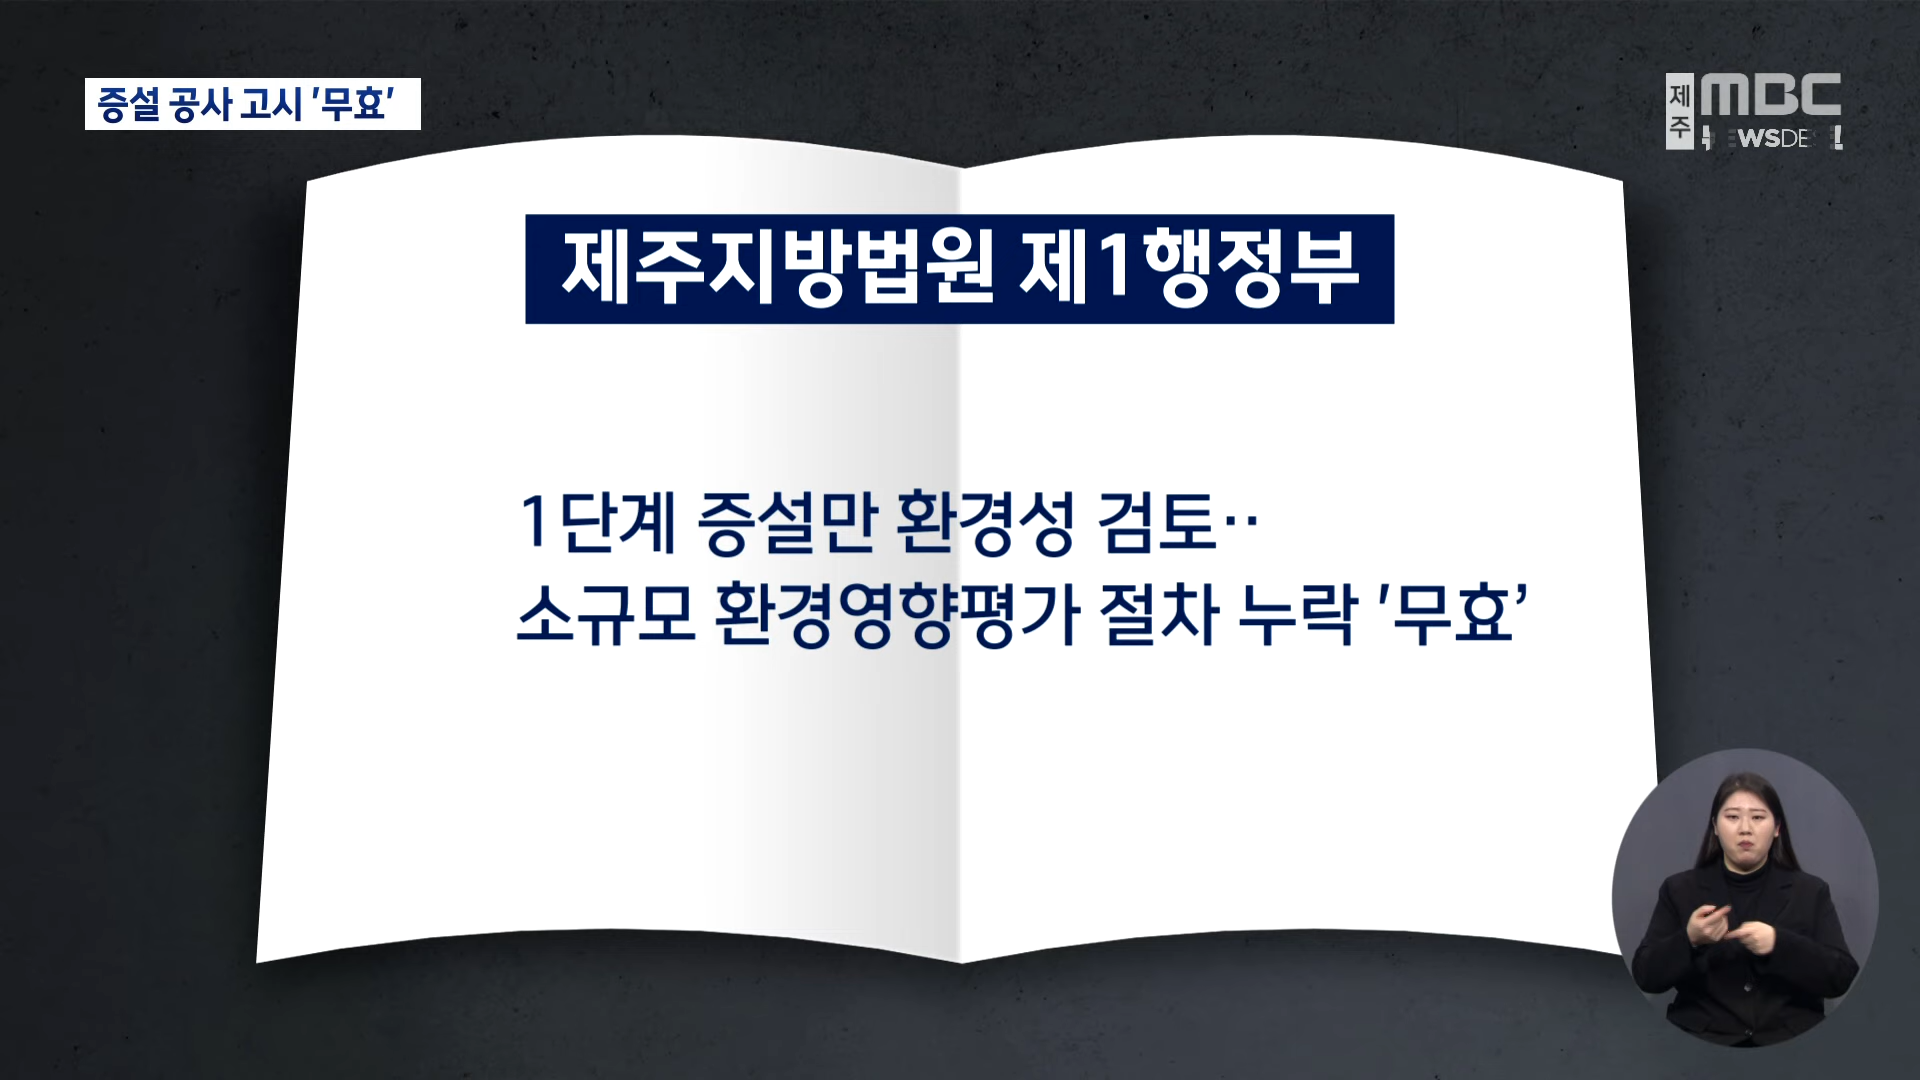 증설 공사 고시 '무효'
제주 MBC
제주지방법원 제1행정부
1단계 증설만 환경성 검토..
소규모 환경영향평가 절차 누락 '무효'